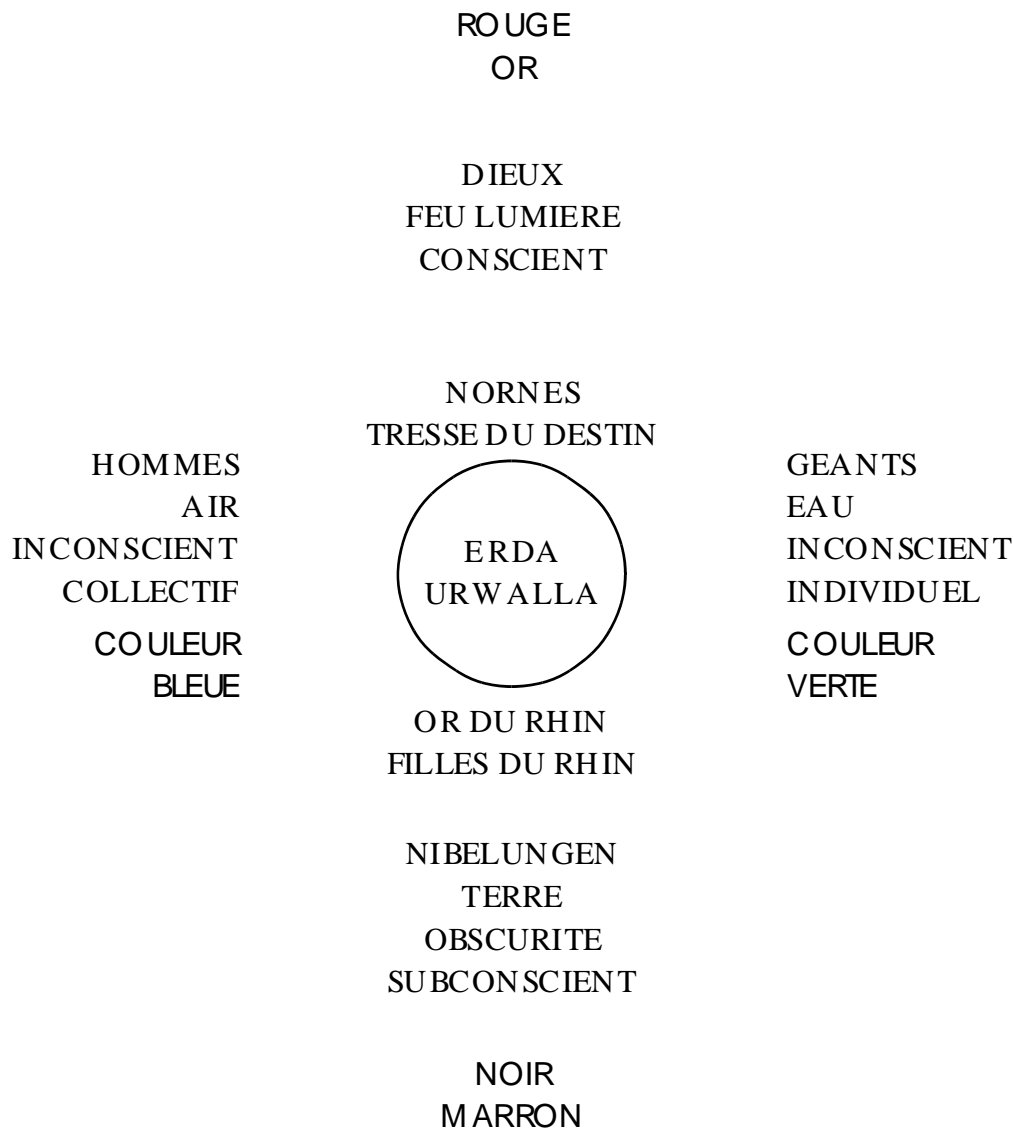 ROUGE
OR
DIEUX
FEU LUMIERE
CONSCIENT
NORNES
TRESSE DU DESTIN
HOMMES
AIR
INCONSCIENT
COLLECTIF
COULEUR
BLEUE
ERDA
URWALLA
GEANTS
EAU
INCONSCIENT
INDIVIDUEL
COULEUR
VERTE
OR DU RHIN
FILLES DU RHIN
NIBELUNGEN
TERRE
OBSCURITE
SUBCONSCIENT
NOIR
MARRON